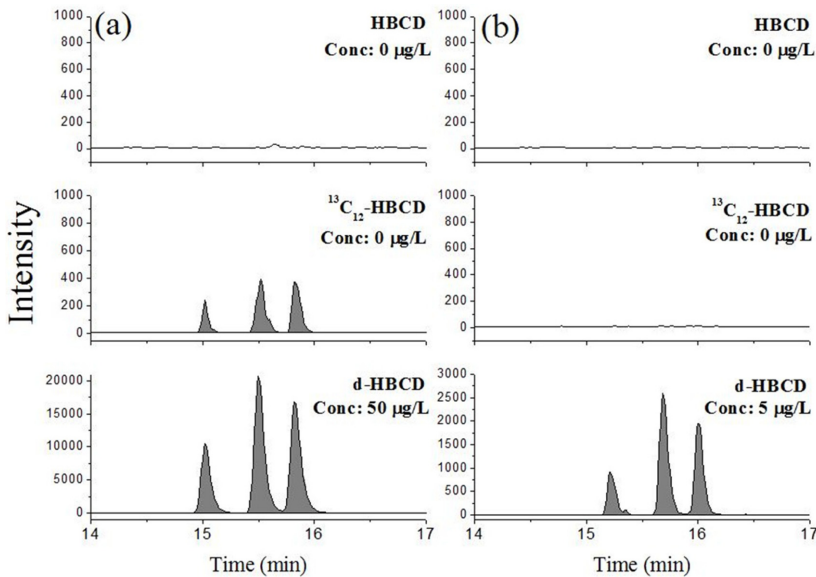 (a)
HBCD
Conc: 0 µg/L
1000
800
600
400
200
0
¹³C₁₂-HBCD
Conc: 0 µg/L
1000
800
600
400
200
0
d-HBCD
Conc: 50 µg/L
20000
15000
10000
5000
0
14 15 16 17
Time (min)
Intensity
(b)
HBCD
Conc: 0 µg/L
1000
800
600
400
200
0
¹³C₁₂-HBCD
Conc: 0 µg/L
1000
800
600
400
200
0
d-HBCD
Conc: 5 µg/L
3000
2500
2000
1500
1000
500
0
14 15 16 17
Time (min)